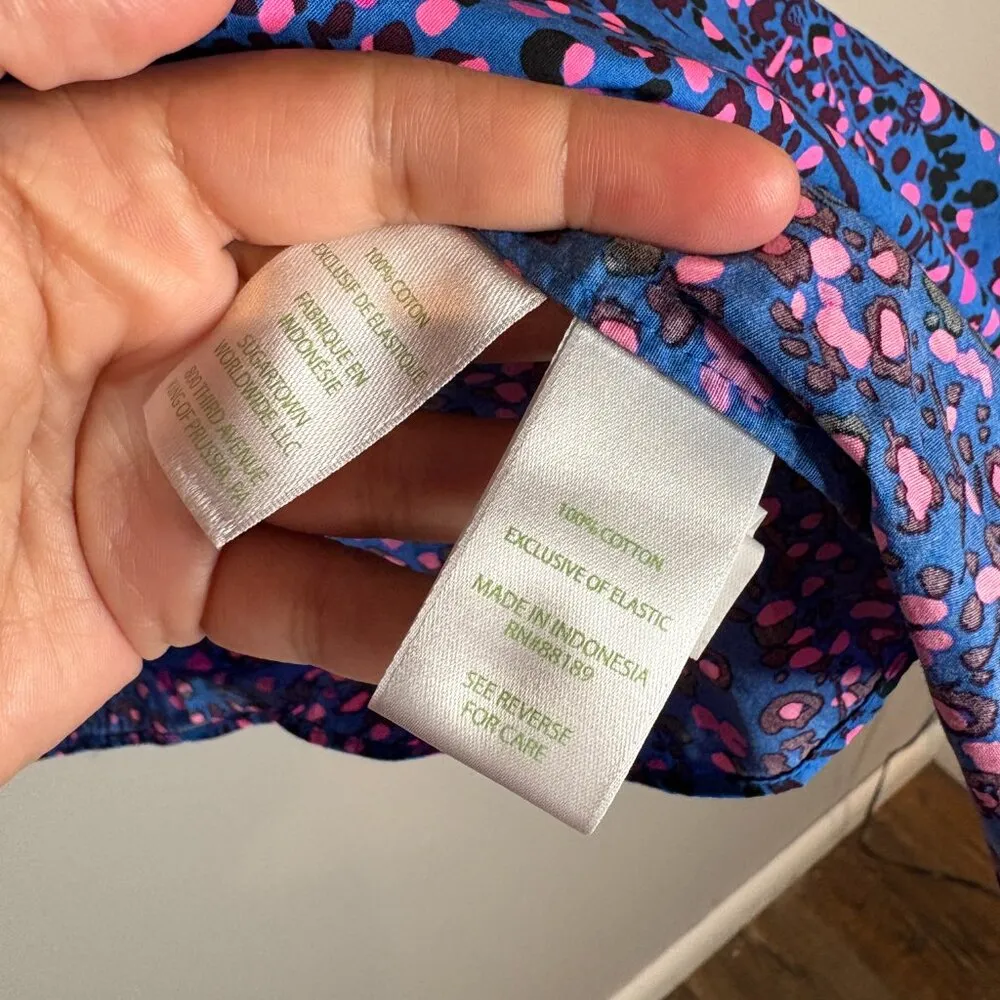 100% COTTON
EXCLUSIF DE ELASTIQUE
FABRIQUE EN
INDONESIE
SUGARTOWN
WORLDWIDE LLC
800 THIRD AVENUE
KING OF PRUSSIA, PA
100% COTTON
EXCLUSIVE OF ELASTIC
MADE IN INDONESIA
RN#88189
SEE REVERSE
FOR CARE